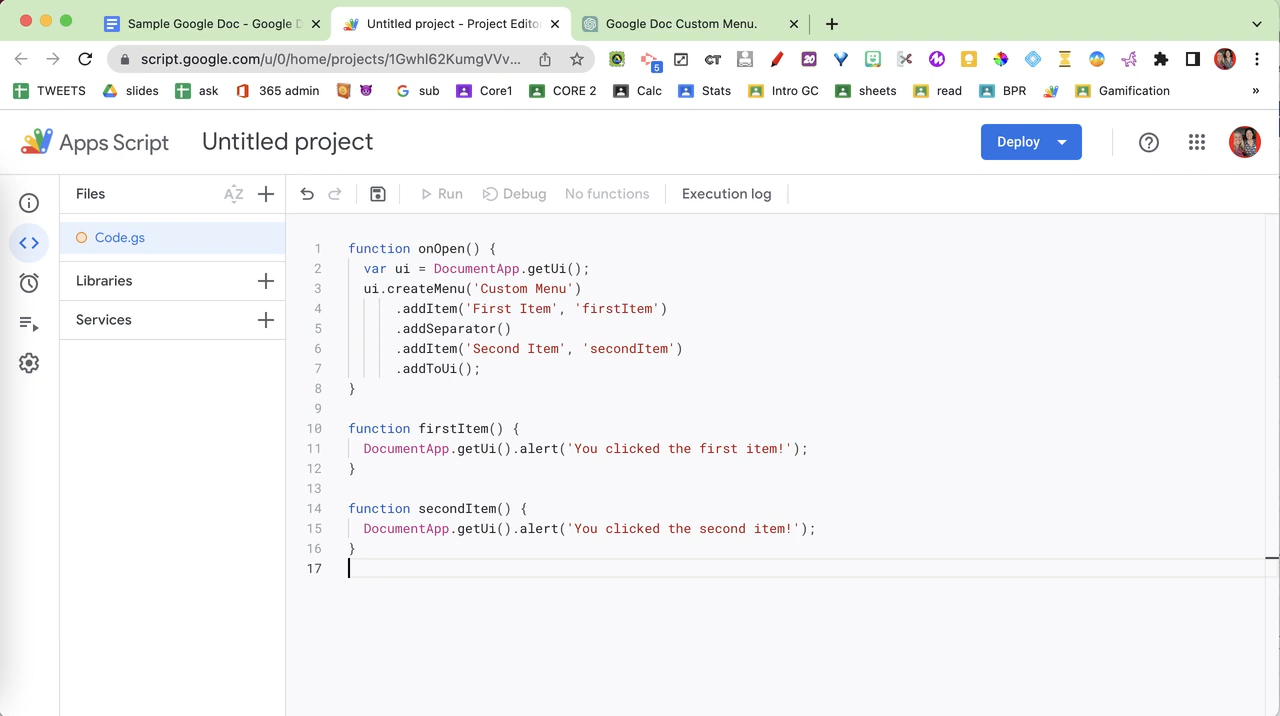 Sample Google Doc - Google D
Untitled project - Project Editor
Google Doc Custom Menu.
script.google.com/u/0/home/projects/1Gwhl62KumgVVv...
5
CT
20
TWEETS
slides
ask
365 admin
sub
Core1
CORE 2
Calc
Stats
Intro GC
sheets
read
BPR
Gamification
»
Apps Script
Untitled project
Deploy
Files
AZ
Run
Debug
No functions
Execution log
Code.gs
Libraries
Services
1 function onOpen() {
2 var ui = DocumentApp.getUi();
3 ui.createMenu('Custom Menu')
4 .addItem('First Item', 'firstItem')
5 .addSeparator()
6 .addItem('Second Item', 'secondItem')
7 .addToUi();
8 }
9
10 function firstItem() {
11 DocumentApp.getUi().alert('You clicked the first item!');
12 }
13
14 function secondItem() {
15 DocumentApp.getUi().alert('You clicked the second item!');
16 }
17